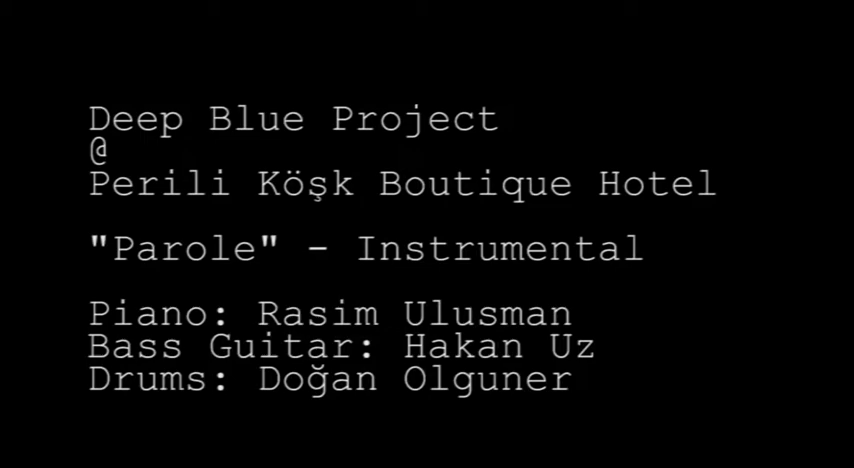 Deep Blue Project
@
Perili Köşk Boutique Hotel
"Parole" - Instrumental
Piano: Rasim Ulusman
Bass Guitar: Hakan Uz
Drums: Doğan Olguner